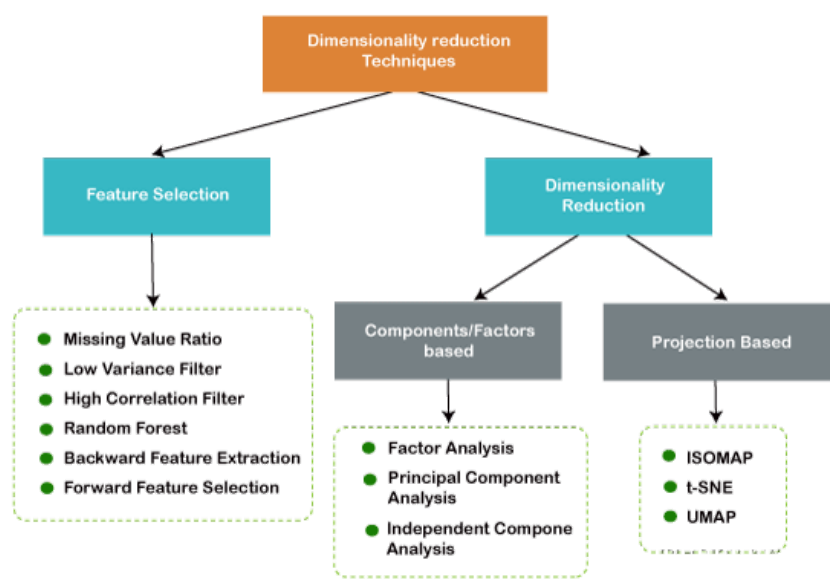 Dimensionality reduction
Techniques
Feature Selection
Dimensionality
Reduction
Components/Factors
based
Projection Based
Missing Value Ratio
Low Variance Filter
High Correlation Filter
Random Forest
Backward Feature Extraction
Forward Feature Selection
Factor Analysis
Principal Component
Analysis
Independent Compone
Analysis
ISOMAP
t-SNE
UMAP